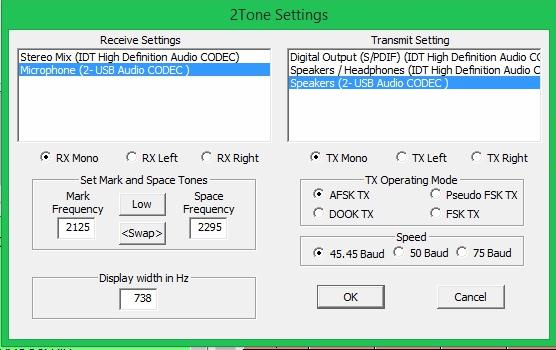 2Tone Settings
Receive Settings
Stereo Mix (IDT High Definition Audio CODEC)
Microphone (2- USB Audio CODEC )
RX Mono RX Left RX Right
Set Mark and Space Tones
Mark Frequency
Low
Space Frequency
2125
<Swap>
2295
Display width in Hz
738
Transmit Setting
Digital Output (S/PDIF) (IDT High De
Speakers / Headphones (IDT High Definition Audio C
Speakers (2- USB Audio CODEC )
TX Mono TX Left TX Right
TX Operating Mode
AFSK TX Pseudo FSK TX
DOOK TX FSK TX
Speed
45.45 Baud 50 Baud 75 Baud
OK Cancel